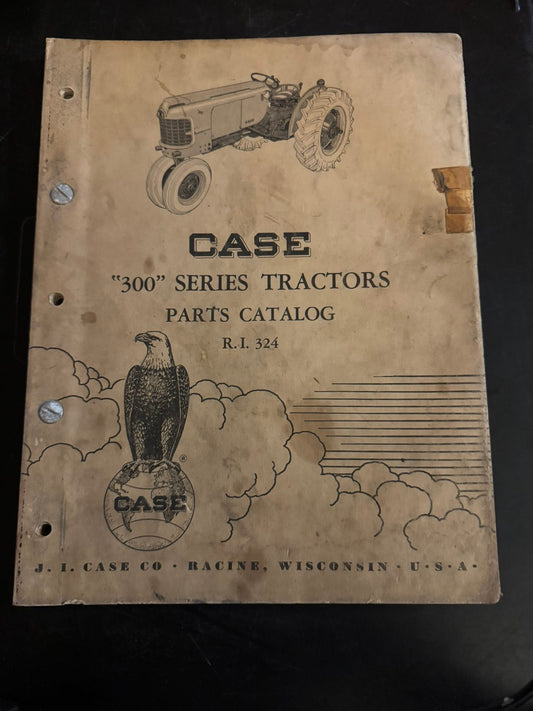 CASE
"300" SERIES TRACTORS
PARTS CATALOG
R.I. 324
®
CASE
J. I. CASE CO · RACINE, WISCONSIN · U · S · A ·